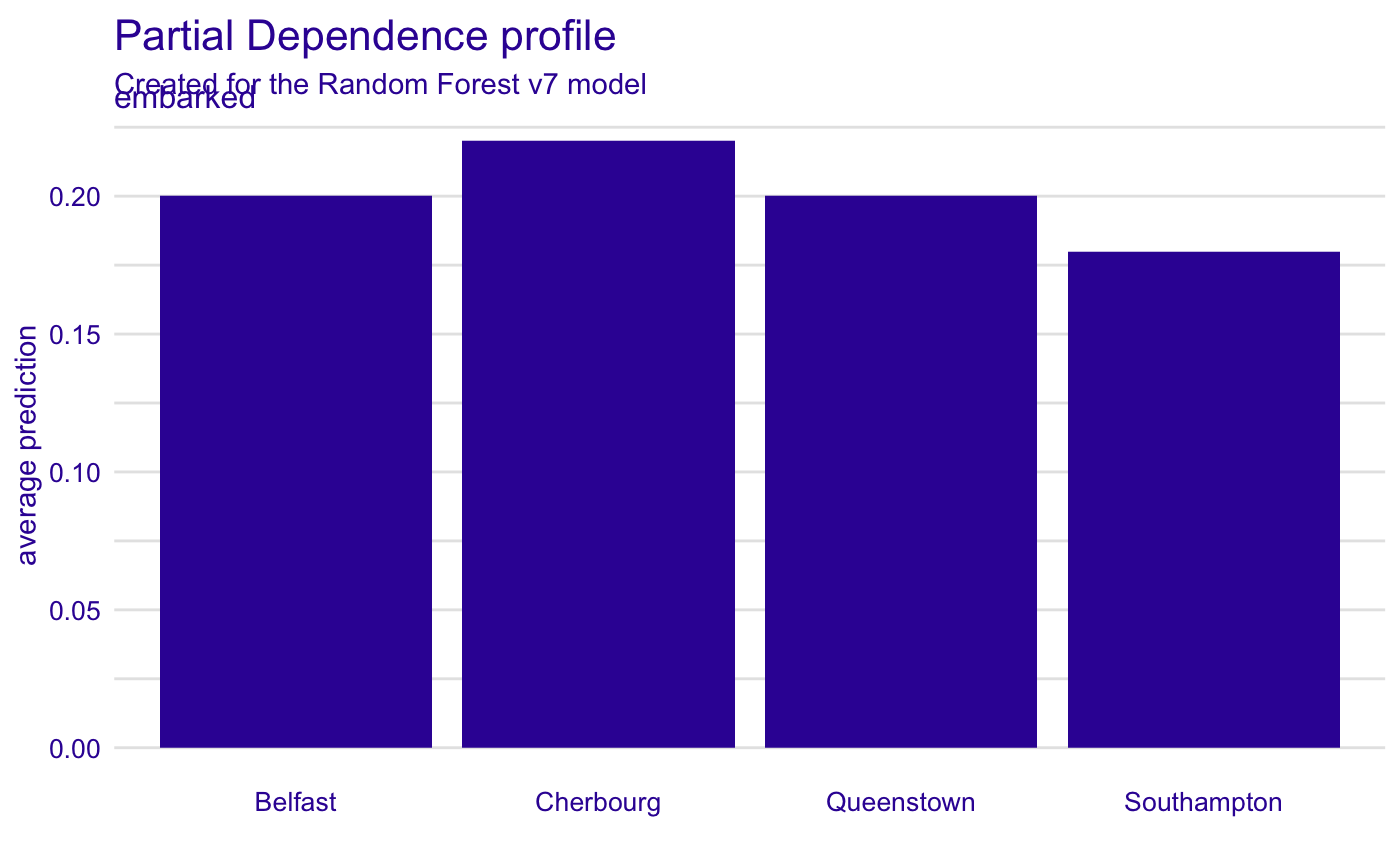 Partial Dependence profile
Created for the Random Forest v7 model
embarked
average prediction
0.20
0.15
0.10
0.05
0.00
Belfast
Cherbourg
Queenstown
Southampton